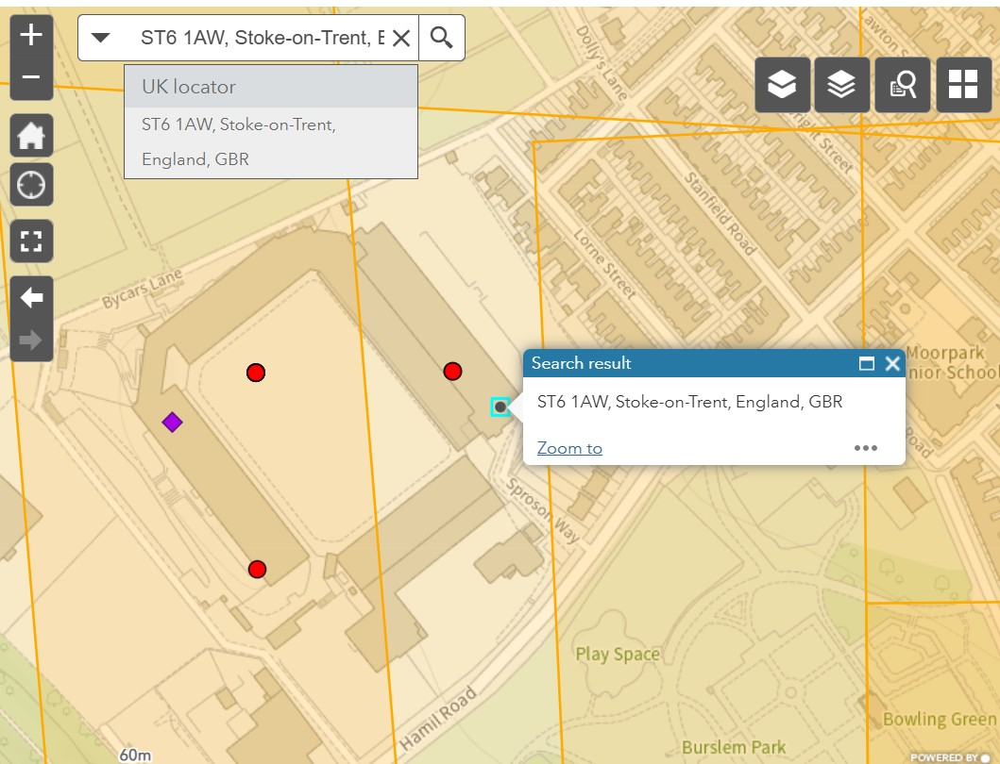 ST6 1AW, Stoke-on-Trent, E
UK locator
ST6 1AW, Stoke-on-Trent,
England, GBR
Dolly's Lane
Stanfield Road
Lorne Street
Bycars Lane
Search result
ST6 1AW, Stoke-on-Trent, England, GBR
Zoom to
Moorpark
nior School
Road
Sproson Way
Play Space
Hamil Road
Bowling Green
Burslem Park
60m
POWERED BY